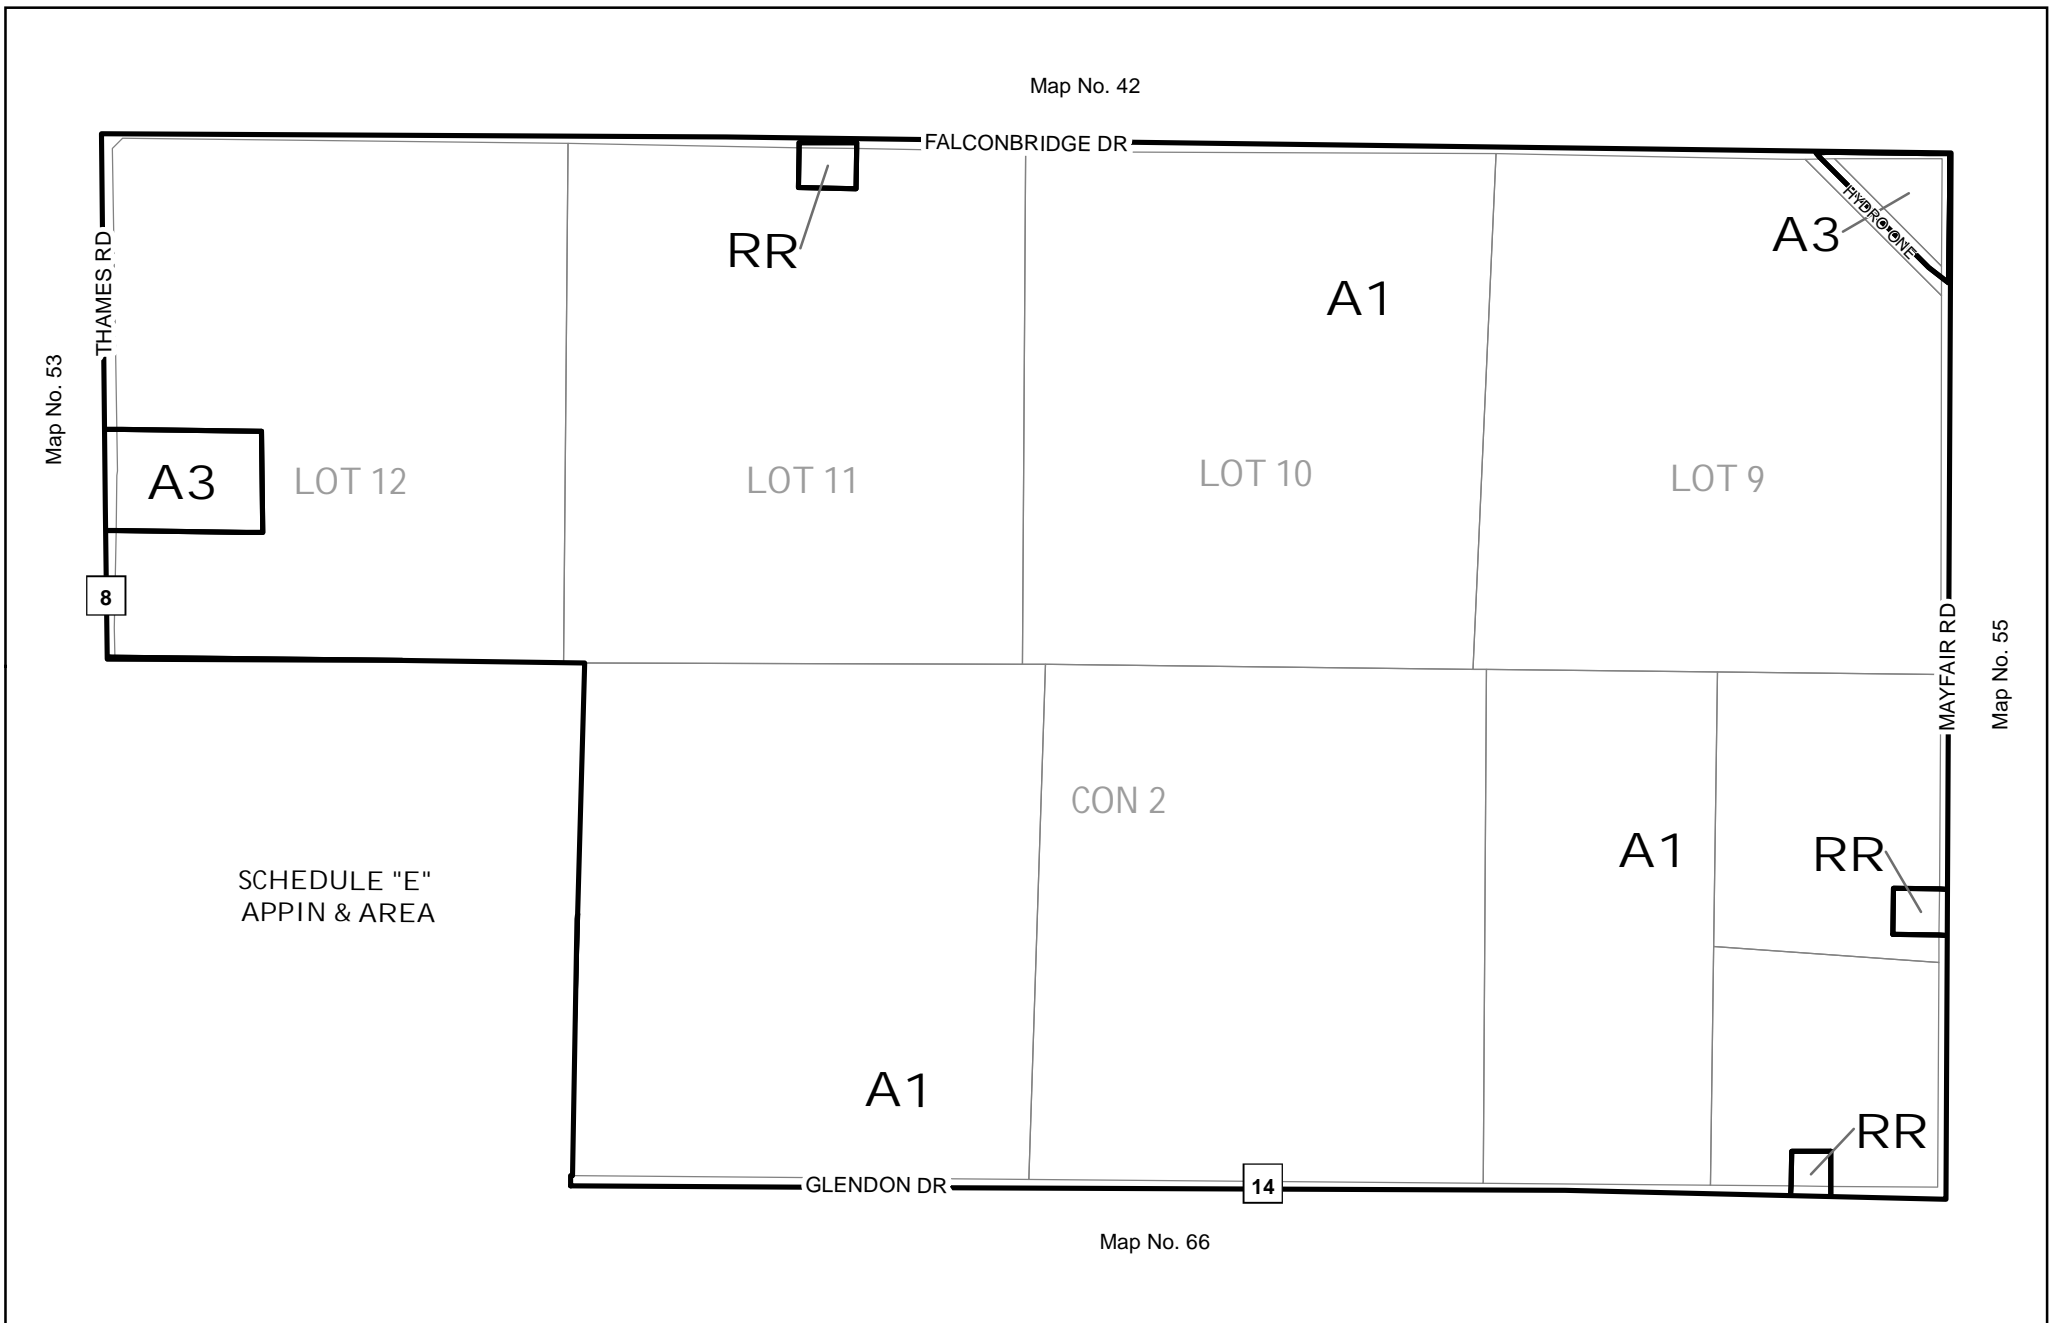 Map No. 42
FALCONBRIDGE DR
HYDRO ONE
A3
RR
THAMES RD
A1
Map No. 53
LOT 12
LOT 11
LOT 10
LOT 9
A3
8
MAYFAIR RD
Map No. 55
CON 2
A1
RR
SCHEDULE "E"
APPIN & AREA
A1
RR
GLENDON DR
14
Map No. 66